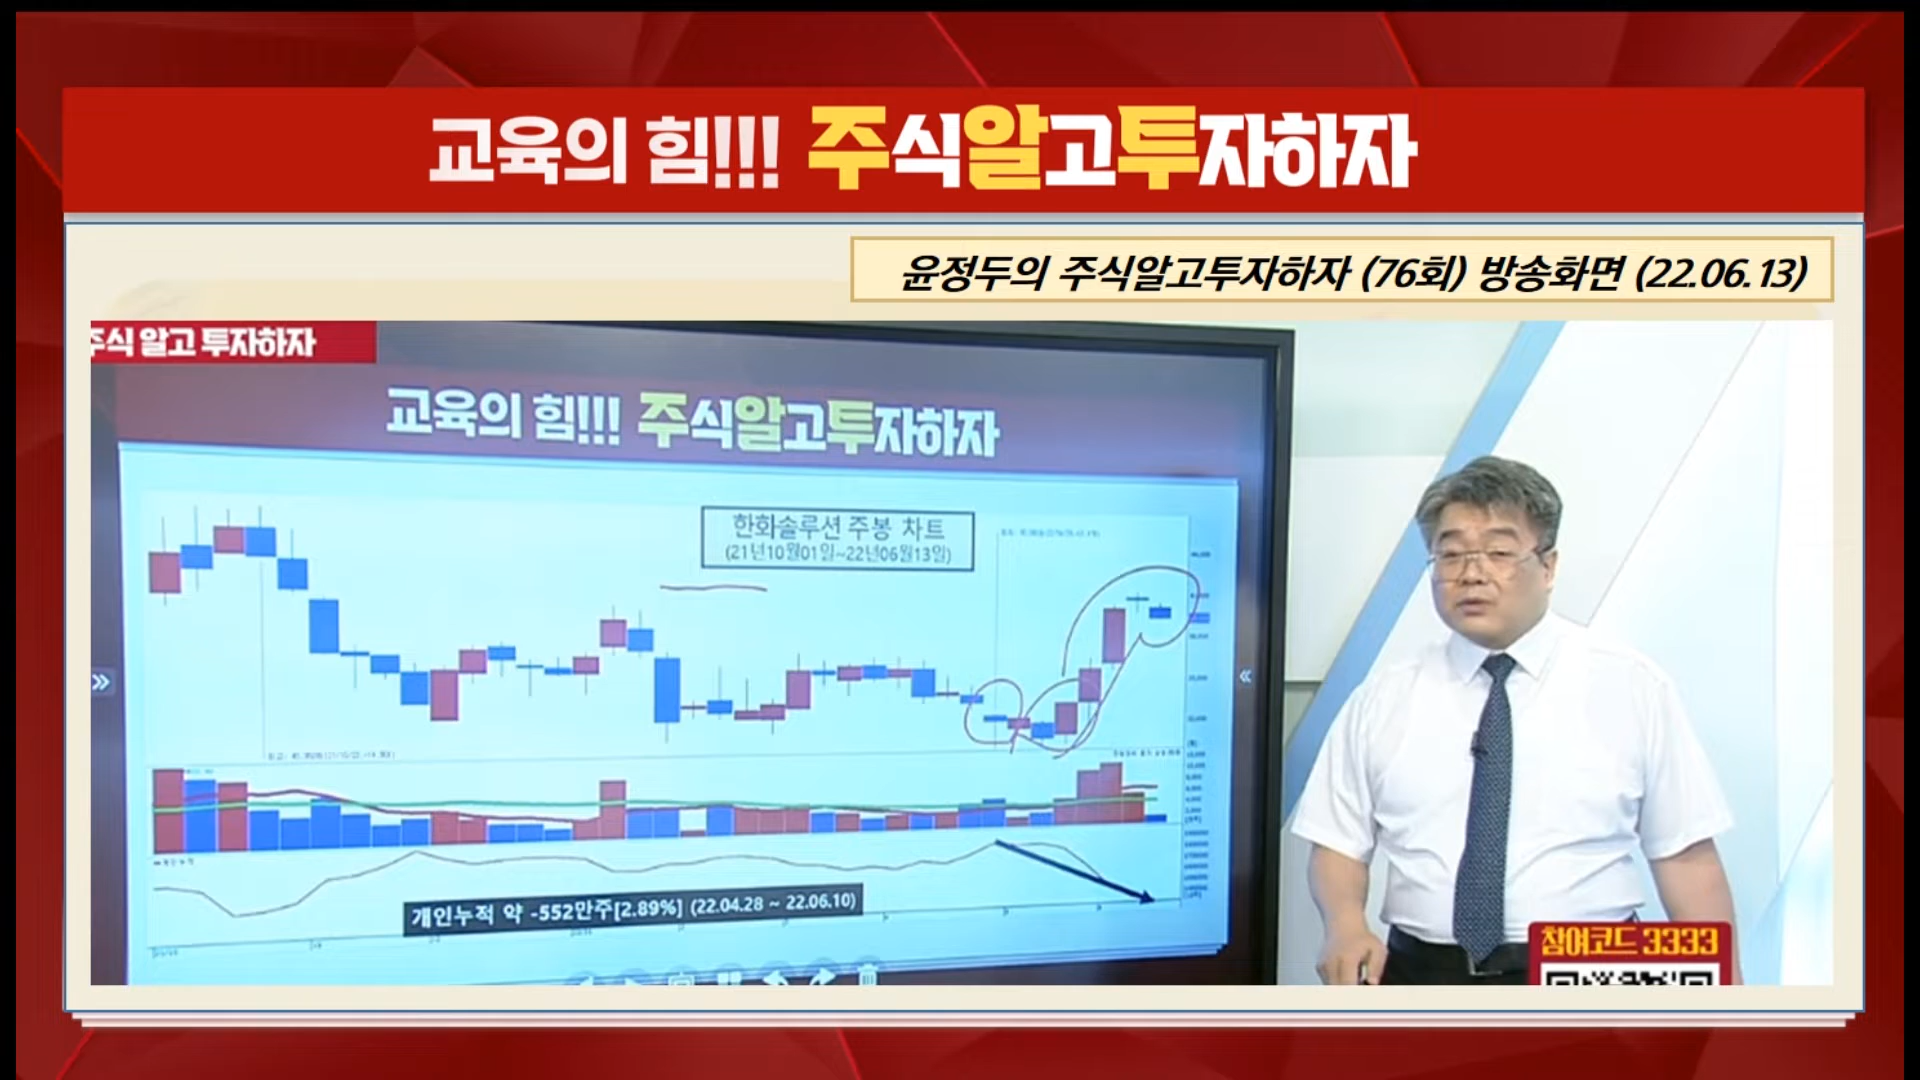 교육의 힘!!! 주식알고투자하자
윤정두의 주식알고투자하자 (76회) 방송화면 (22.06.13)
주식 알고 투자하자
교육의 힘!!! 주식알고투자하자
한화솔루션 주봉 차트
(21년10월01일~22년06월13일)
개인누적
개인누적 약 -552만주[2.89%] (22.04.28 ~ 22.06.10)
참여코드 3333